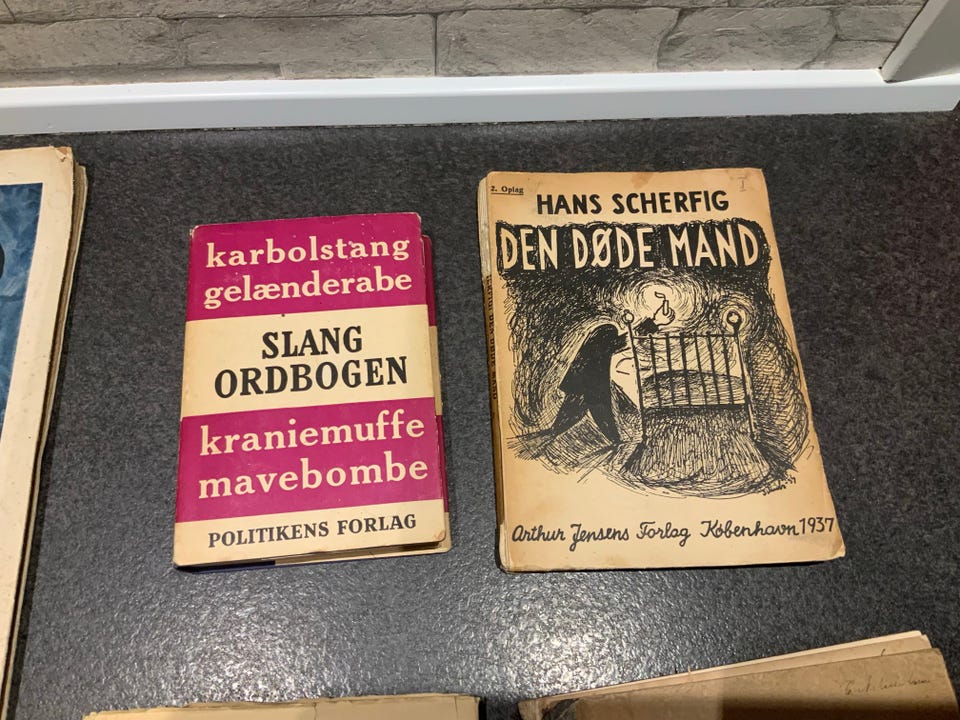 karbolstang
gelænderabe
SLANG
ORDBOGEN
kraniemuffe
mavebombe
POLITIKENS FORLAG
2. Oplag
I
HANS SCHERFIG
DEN DØDE MAND
Arthur Jensens Forlag København 1937